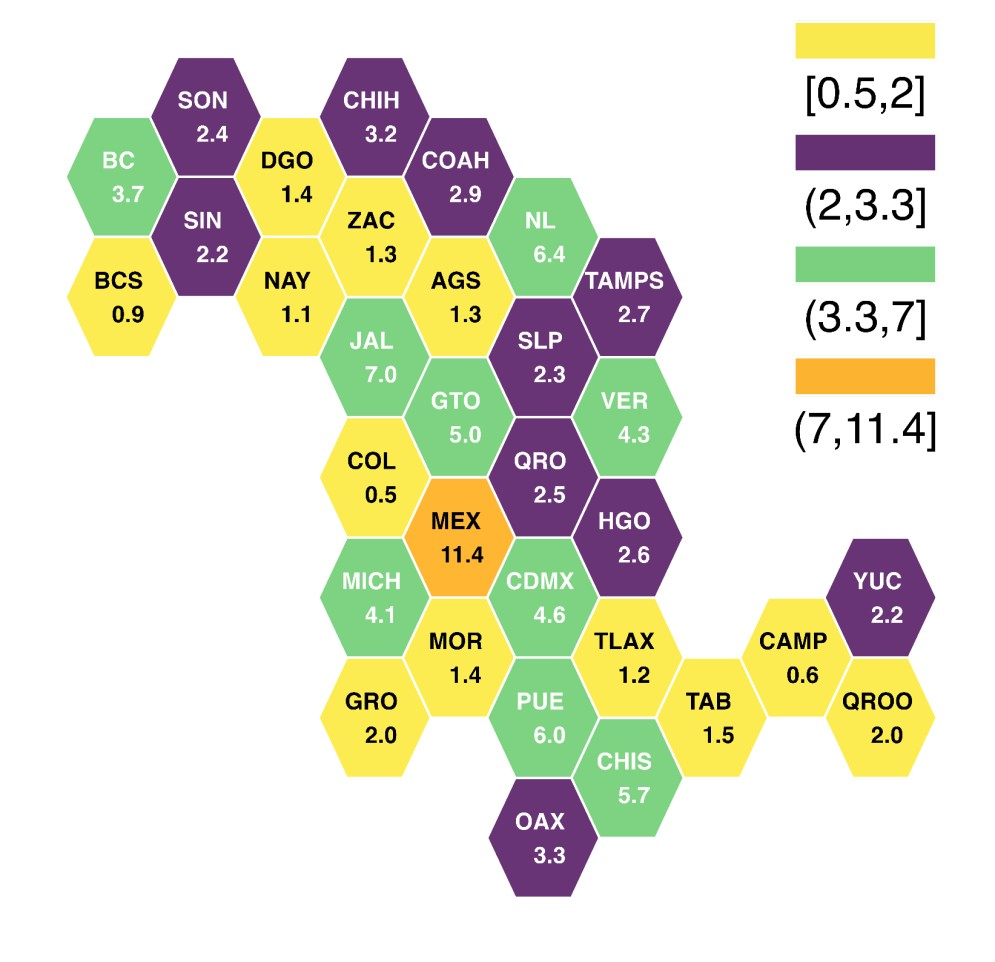 SON
2.4
CHIH
3.2
BC
3.7
DGO
1.4
COAH
2.9
SIN
2.2
ZAC
1.3
NL
6.4
BCS
0.9
NAY
1.1
AGS
1.3
TAMPS
2.7
JAL
7.0
SLP
2.3
GTO
5.0
VER
4.3
COL
0.5
QRO
2.5
MEX
11.4
HGO
2.6
MICH
4.1
CDMX
4.6
YUC
2.2
MOR
1.4
TLAX
1.2
CAMP
0.6
GRO
2.0
PUE
6.0
TAB
1.5
QROO
2.0
CHIS
5.7
OAX
3.3
[0.5,2]
(2,3.3]
(3.3,7]
(7,11.4]